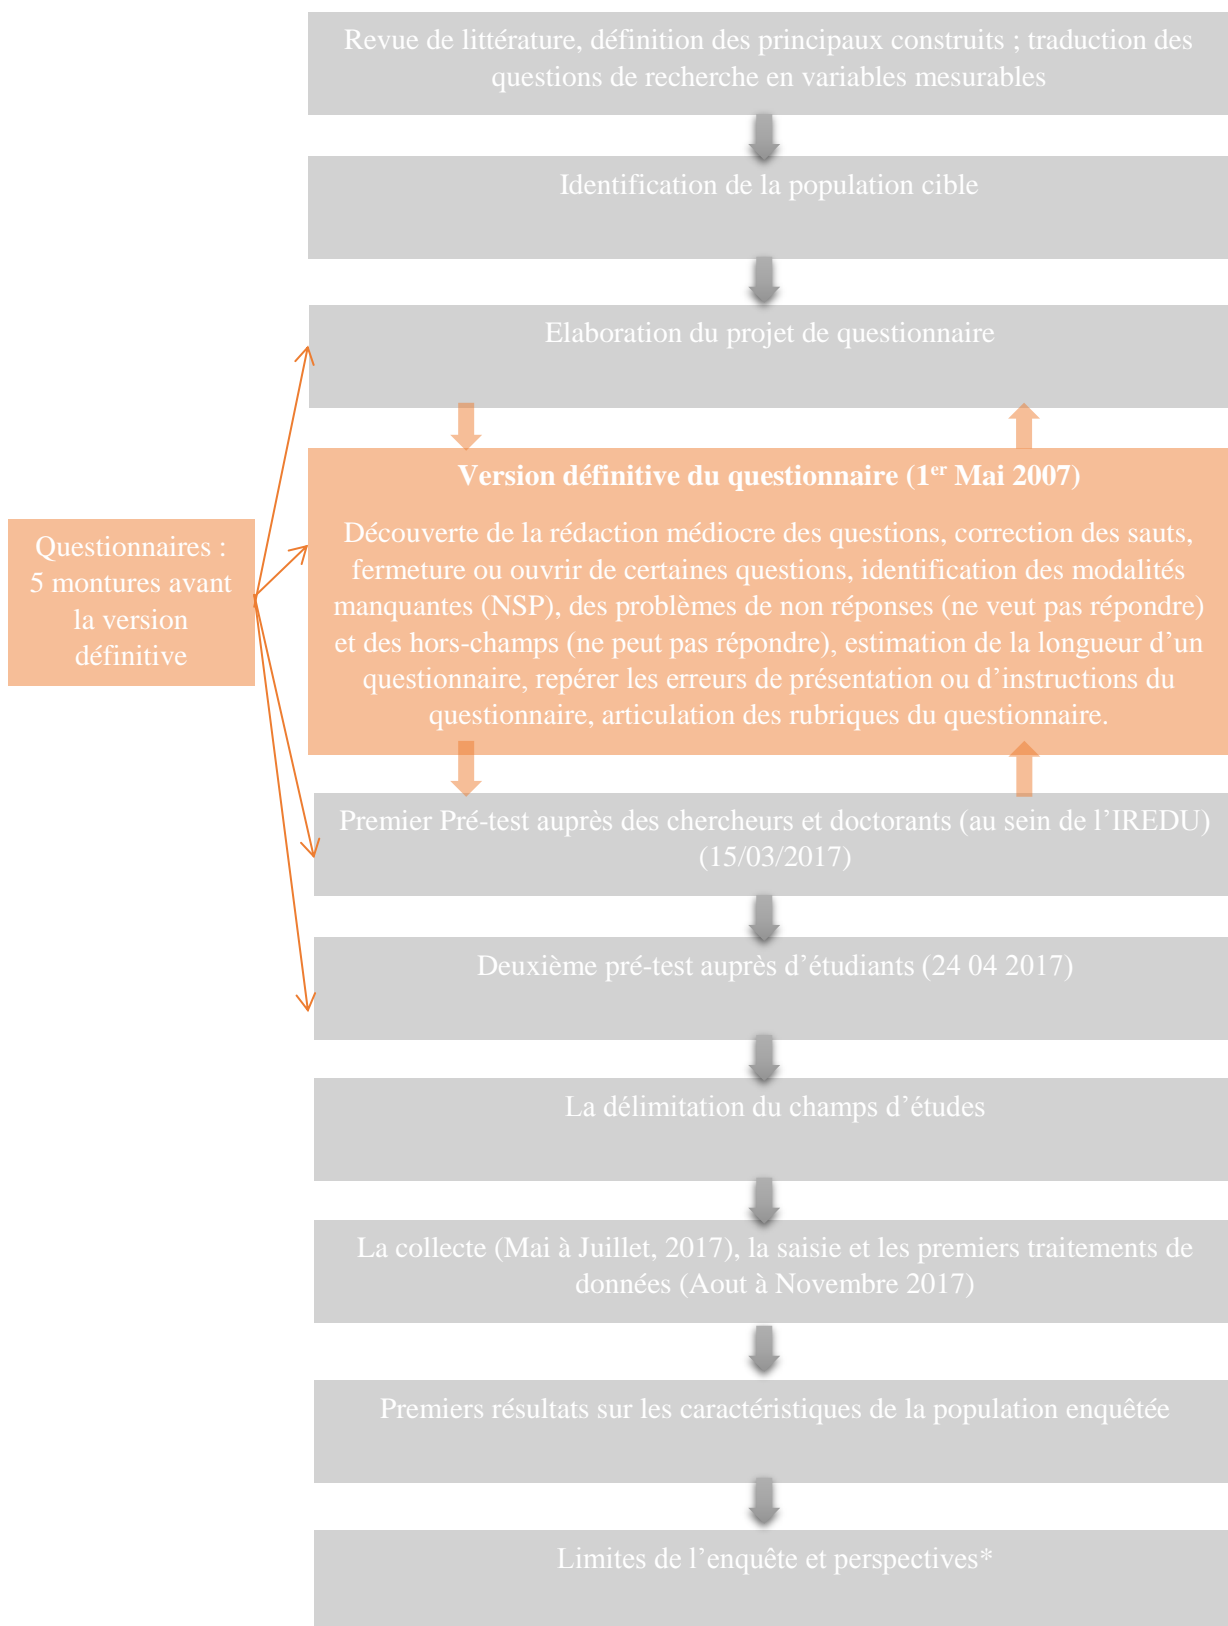 Revue de littérature, définition des principaux construits ; traduction des
questions de recherche en variables mesurables
Identification de la population cible
Elaboration du projet de questionnaire
Version définitive du questionnaire (1er Mai 2007)
Découverte de la rédaction médiocre des questions, correction des sauts,
fermeture ou ouvrir de certaines questions, identification des modalités
manquantes (NSP), des problèmes de non réponses (ne veut pas répondre)
et des hors-champs (ne peut pas répondre), estimation de la longueur d’un
questionnaire, repérer les erreurs de présentation ou d’instructions du
questionnaire, articulation des rubriques du questionnaire.
Questionnaires :
5 montures avant
la version
définitive
Premier Pré-test auprès des chercheurs et doctorants (au sein de l’IREDU)
(15/03/2017)
Deuxième pré-test auprès d’étudiants (24 04 2017)
La délimitation du champs d’études
La collecte (Mai à Juillet, 2017), la saisie et les premiers traitements de
données (Aout à Novembre 2017)
Premiers résultats sur les caractéristiques de la population enquêtée
Limites de l’enquête et perspectives*